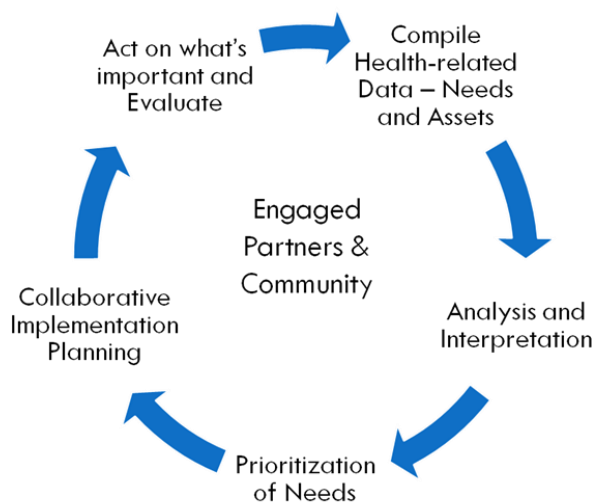 Act on what's
important and
Evaluate
Compile
Health-related
Data – Needs
and Assets
Engaged
Partners &
Community
Analysis and
Interpretation
Prioritization
of Needs
Collaborative
Implementation
Planning